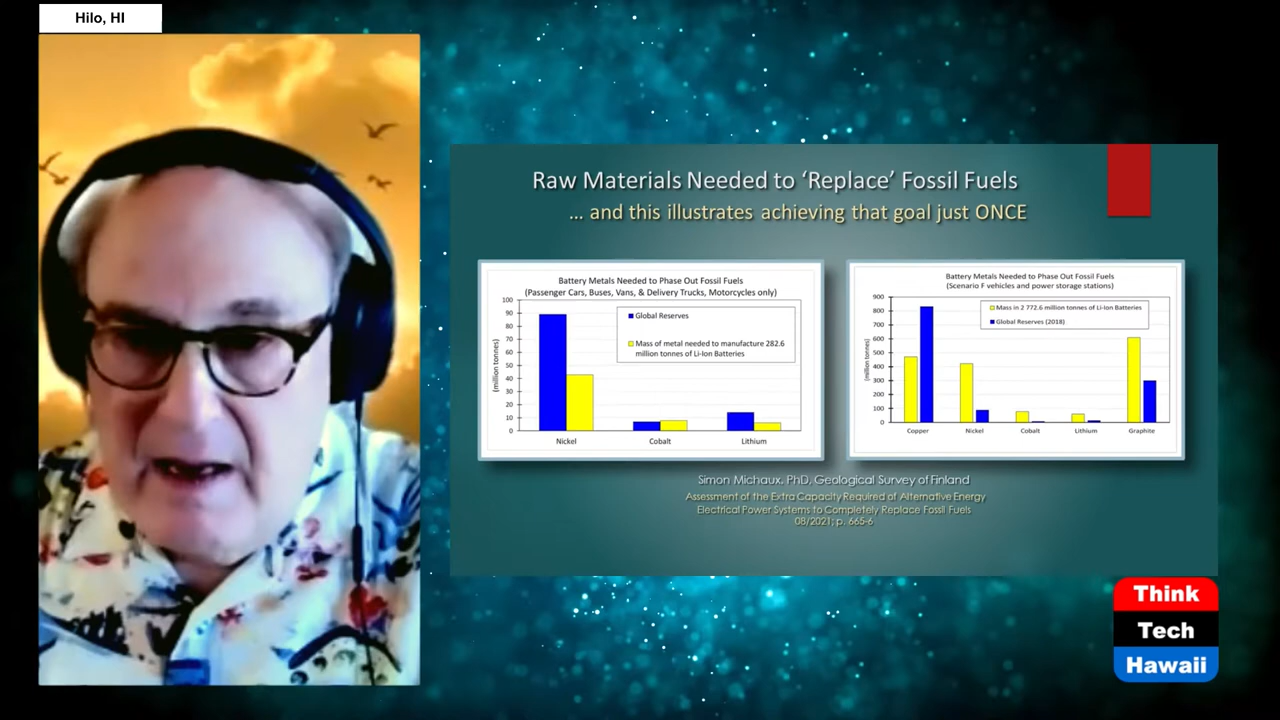 Hilo, HI
Raw Materials Needed to ‘Replace’ Fossil Fuels
... and this illustrates achieving that goal just ONCE
Battery Metals Needed to Phase Out Fossil Fuels
(Passenger Cars, Buses, Vans, & Delivery Trucks, Motorcycles only)
100
90
80
70
60
50
40
30
20
10
0
(million tonnes)
Global Reserves
Mass of metal needed to manufacture 282.6
million tonnes of Li-Ion Batteries
Nickel
Cobalt
Lithium
Battery Metals Needed to Phase Out Fossil Fuels
(Scenario F vehicles and power storage stations)
900
800
700
600
500
400
300
200
100
0
(million tonnes)
Mass in 2 772.6 million tonnes of Li-Ion Batteries
Global Reserves (2018)
Copper
Nickel
Cobalt
Lithium
Graphite
Simon Michaux, PhD, Geological Survey of Finland
Assessment of the Extra Capacity Required of Alternative Energy
Electrical Power Systems to Completely Replace Fossil Fuels
08/2021; p. 665-6
Think
Tech
Hawaii